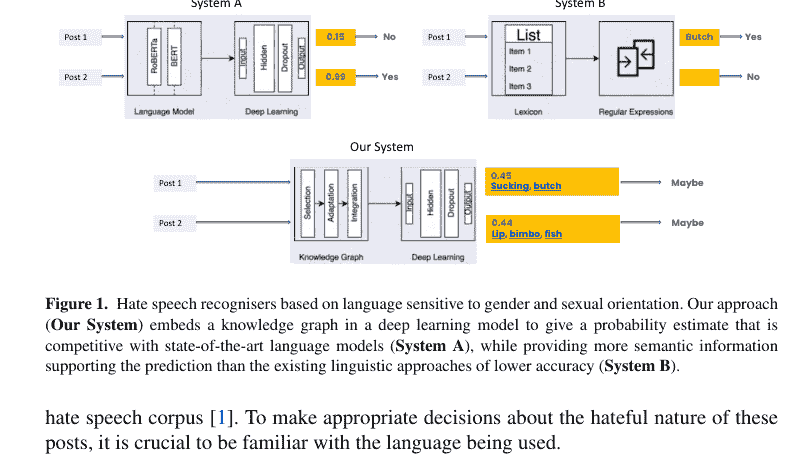 System A
System B
Post 1
Post 2
RoBERTa
BERT
Input
Hidden
Dropout
Output
Language Model
Deep Learning
0.15
No
0.99
Yes
Post 1
Post 2
List
Item 1
Item 2
Item 3
Lexicon
Regular Expressions
Butch
Yes
No
Our System
Post 1
Post 2
Selection
Adaptation
Integration
Knowledge Graph
Input
Hidden
Dropout
Output
Deep Learning
0.45
Sucking, butch
Maybe
0.44
Lip, bimbo, fish
Maybe
Figure 1. Hate speech recognisers based on language sensitive to gender and sexual orientation. Our approach
(Our System) embeds a knowledge graph in a deep learning model to give a probability estimate that is
competitive with state-of-the-art language models (System A), while providing more semantic information
supporting the prediction than the existing linguistic approaches of lower accuracy (System B).
hate speech corpus [1]. To make appropriate decisions about the hateful nature of these
posts, it is crucial to be familiar with the language being used.